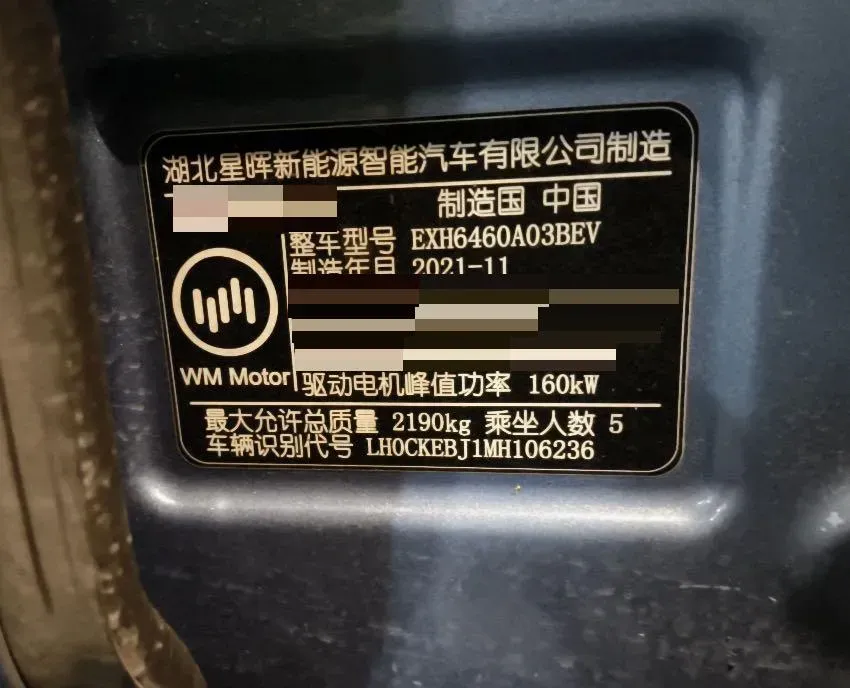 湖北星晖新能源智能汽车有限公司制造
制造国 中国
整车型号 EXH6460A03BEV
制造年月 2021-11
WM Motor
驱动电机峰值功率 160kW
最大允许总质量 2190kg 乘坐人数 5
车辆识别代号 LH0CKEBJ1MH106236